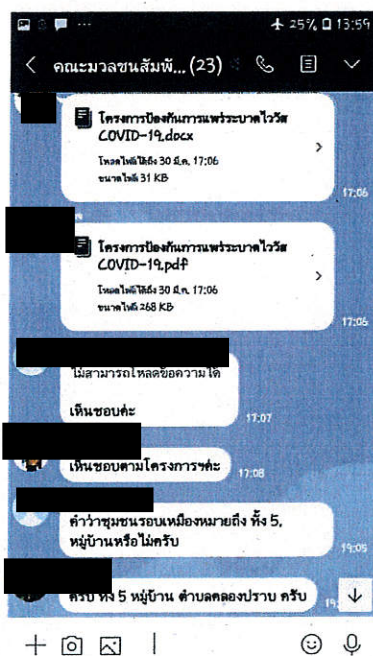 25% 13:59
คณะมวลชนสัมพั... (23)
โครงการป้องกันการแพร่ระบาดไวรัส
COVID-19.docx
โหลดไฟล์ได้ถึง 30 มี.ค. 17:06
ขนาดไฟล์ 31 KB
17:06
โครงการป้องกันการแพร่ระบาดไวรัส
COVID-19.pdf
โหลดไฟล์ได้ถึง 30 มี.ค. 17:06
ขนาดไฟล์ 268 KB
17:06
ไม่สามารถโหลดข้อความได้
เห็นชอบค่ะ
17:07
เห็นชอบตามโครงการฯค่ะ
17:08
คำว่าชุมชนรอบเหมืองหมายถึง ทั้ง 5,
หมู่บ้านหรือไม่ครับ
19:05
ครับ ทั้ง 5 หมู่บ้าน ตำบลคลองปราบ ครับ